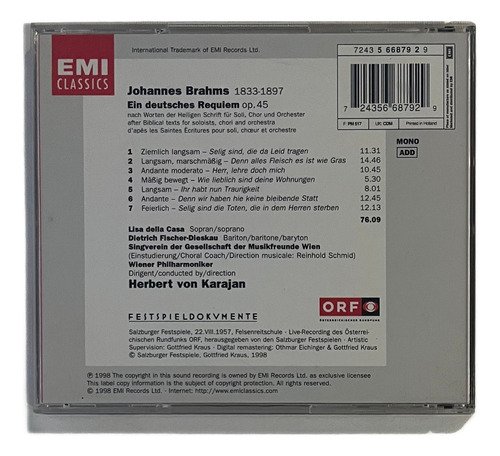 EMI
CLASSICS
International Trademark of EMI Records Ltd.
7243 5 66879 2 9
7 24356 68792 9
F: PM 517 UK: CDM Printed in Holland
MONO
ADD
Johannes Brahms 1833-1897
Ein deutsches Requiem op. 45
nach Worten der Heiligen Schrift für Soli, Chor und Orchester
after Biblical texts for soloists, chori and orchestra
d'après les Saintes Écritures pour soli, chœur et orchestre
1 Ziemlich langsam - Selig sind, die da Leid tragen 11.31
2 Langsam, marschmäßig - Denn alles Fleisch es ist wie Gras 14.46
3 Andante moderato - Herr, lehre doch mich 10.45
4 Mäßig bewegt - Wie lieblich sind deine Wohnungen 5.30
5 Langsam - Ihr habt nun Traurigkeit 8.01
6 Andante - Denn wir haben hie keine bleibende Statt 12.45
7 Feierlich - Selig sind die Toten, die in dem Herren sterben 12.13
76.09
Lisa della Casa Sopran/soprano
Dietrich Fischer-Dieskau Bariton/baritone/baryton
Singverein der Gesellschaft der Musikfreunde Wien
(Einstudierung/Choral Coach/Direction musicale: Reinhold Schmid)
Wiener Philharmoniker
Dirigent/conducted by/direction
Herbert von Karajan
FESTSPIELDOKUMENTE
ORF
ÖSTERREICHISCHER RUNDFUNK
Salzburger Festspiele, 22.VIII.1957, Felsenreitschule · Live-Recording des Österrei-
chischen Rundfunks ORF, herausgegeben von den Salzburger Festspielen · Artistic
Supervision: Gottfried Kraus · Digital remastering: Othmar Eichinger & Gottfried Kraus
© Salzburger Festspiele, Gottfried Kraus, 1998
℗ 1998 The copyright in this sound recording is owned by EMI Records Ltd. as exclusive licensee
This label copy information is the subject of copyright protection. All rights reserved.
© 1998 EMI Records Ltd. · http://www.emiclassics.com